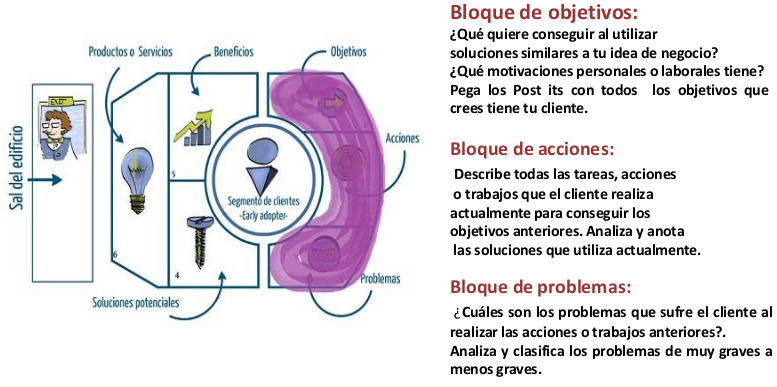 Productos o Servicios
Beneficios
Objetivos
EXIT
Sal del edificio
Acciones
5
Segmento de clientes
-Early adopter-
6
4
Problemas
Soluciones potenciales
Bloque de objetivos:
¿Qué quiere conseguir al utilizar
soluciones similares a tu idea de negocio?
¿Qué motivaciones personales o laborales tiene?
Pega los Post its con todos los objetivos que
crees tiene tu cliente.
Bloque de acciones:
Describe todas las tareas, acciones
o trabajos que el cliente realiza
actualmente para conseguir los
objetivos anteriores. Analiza y anota
las soluciones que utiliza actualmente.
Bloque de problemas:
¿Cuáles son los problemas que sufre el cliente al
realizar las acciones o trabajos anteriores?.
Analiza y clasifica los problemas de muy graves a
menos graves.